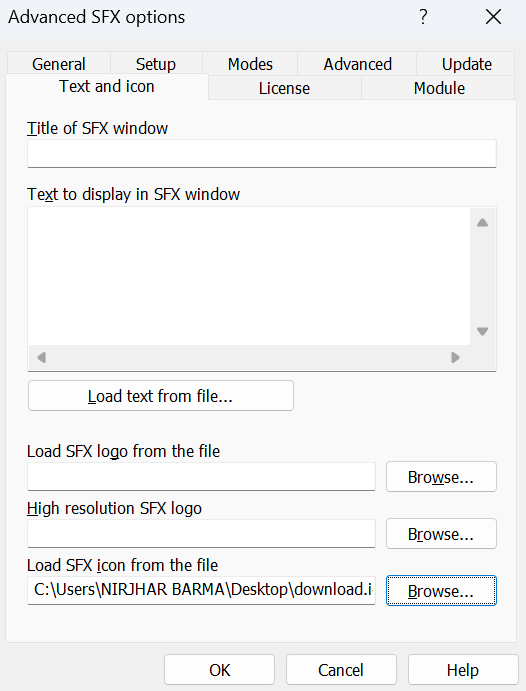 Advanced SFX options ?
General Setup Modes Advanced Update
Text and icon License Module
Title of SFX window
Text to display in SFX window
Load text from file...
Load SFX logo from the file
Browse...
High resolution SFX logo
Browse...
Load SFX icon from the file
C:\Users\NIRJHAR BARMA\Desktop\download.i Browse...
OK Cancel Help